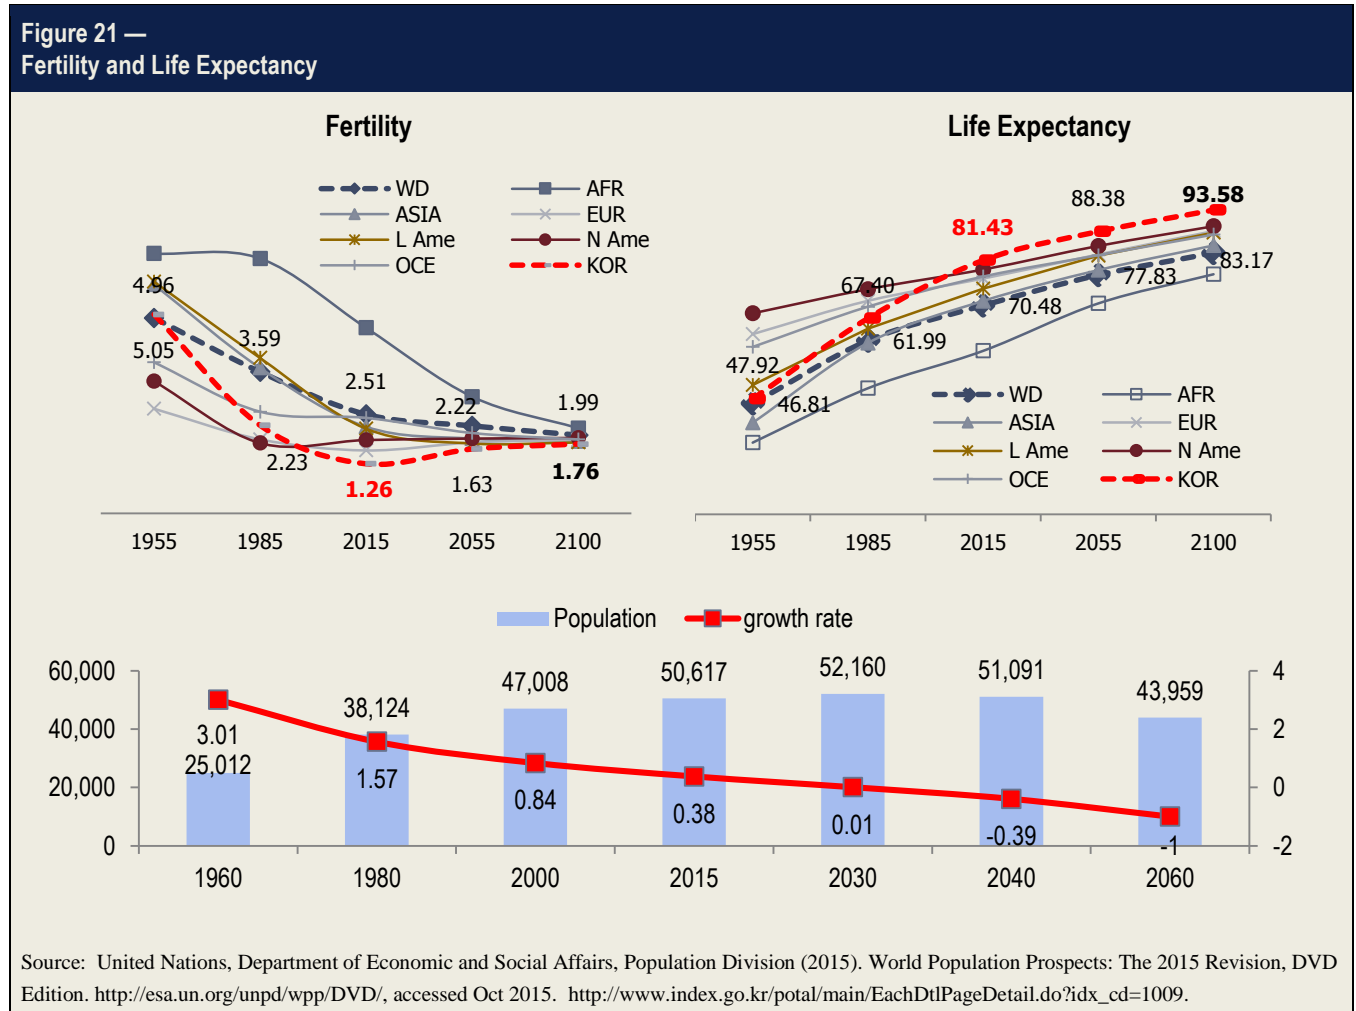 Figure 21 —
Fertility and Life Expectancy
Fertility
WD AFR
ASIA EUR
L Ame N Ame
OCE KOR
4.96
5.05
3.59
2.23
2.51
1.26
2.22
1.63
1.99
1.76
1955 1985 2015 2055 2100
Life Expectancy
47.92
46.81
67.40
61.99
81.43
70.48
88.38
77.83
93.58
83.17
WD AFR
ASIA EUR
L Ame N Ame
OCE KOR
1955 1985 2015 2055 2100
Population growth rate
60,000
40,000
20,000
0
3.01
25,012
38,124
1.57
47,008
0.84
50,617
0.38
52,160
0.01
51,091
-0.39
43,959
-1
4
2
0
-2
1960 1980 2000 2015 2030 2040 2060
Source: United Nations, Department of Economic and Social Affairs, Population Division (2015). World Population Prospects: The 2015 Revision, DVD
Edition. http://esa.un.org/unpd/wpp/DVD/, accessed Oct 2015. http://www.index.go.kr/potal/main/EachDtlPageDetail.do?idx_cd=1009.